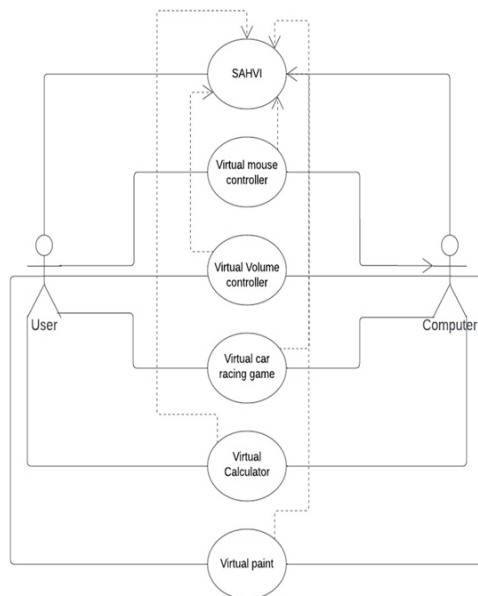 SAHVI
Virtual mouse
controller
Virtual Volume
controller
User
Computer
Virtual car
racing game
Virtual
Calculator
Virtual paint